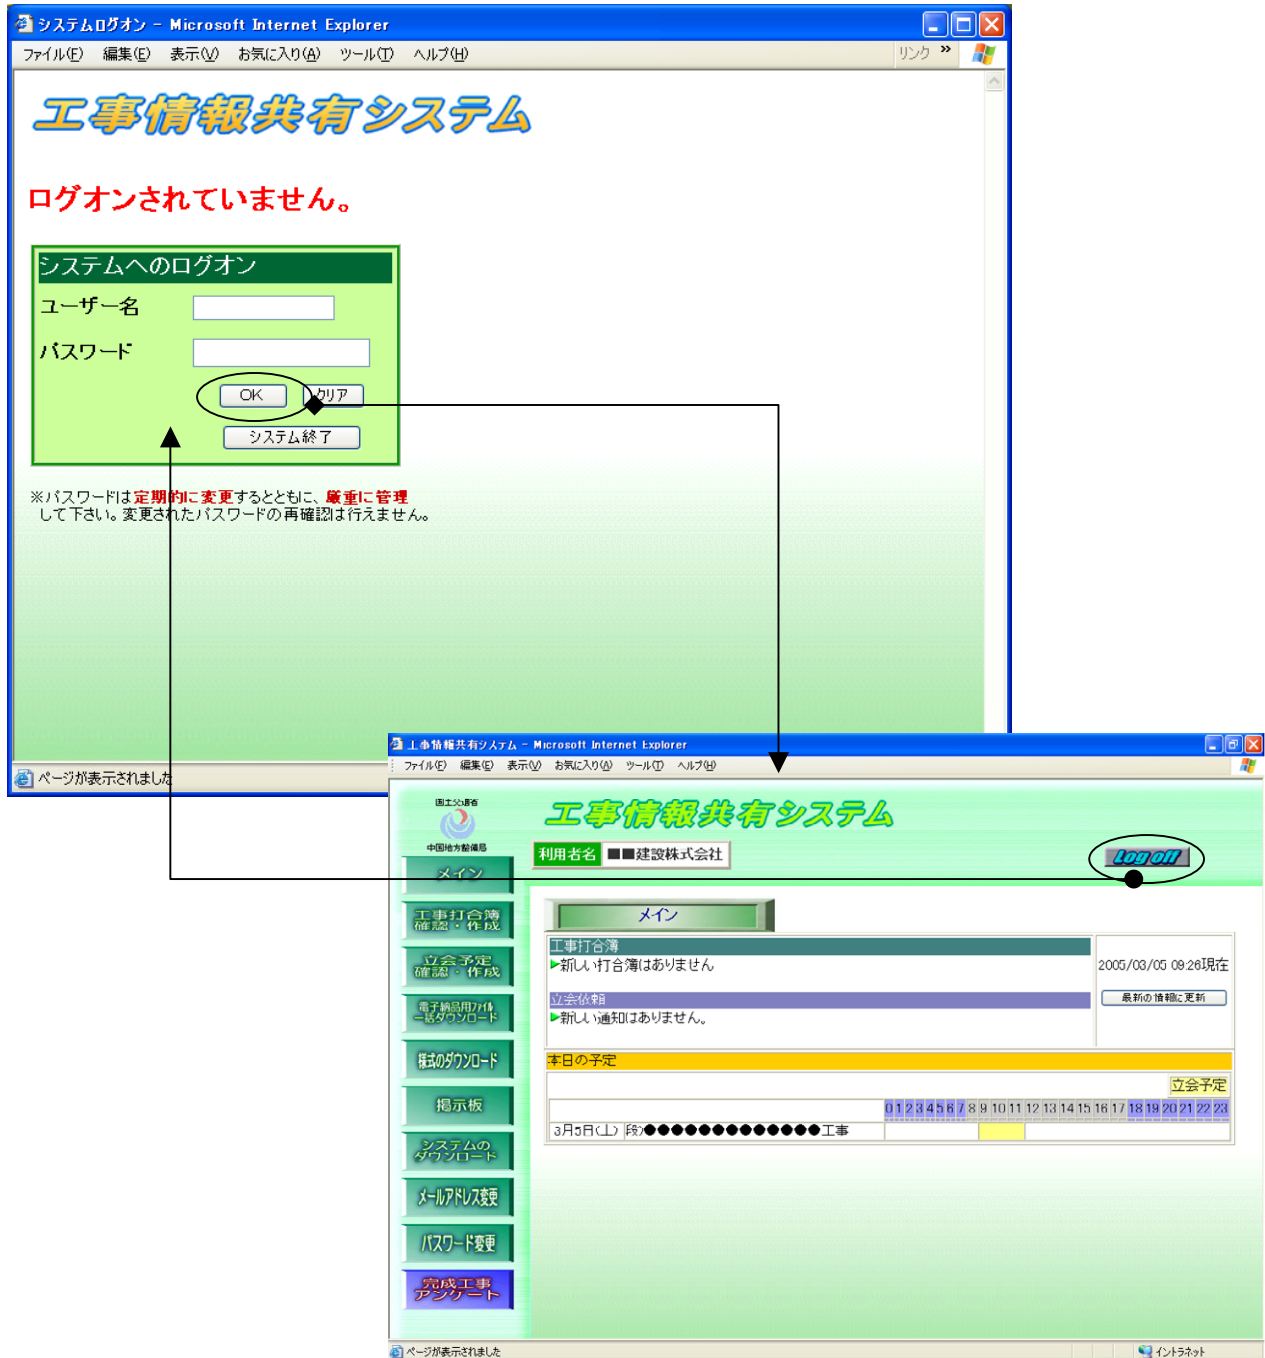 システムログオン - Microsoft Internet Explorer
ファイル(F) 編集(E) 表示(V) お気に入り(A) ツール(T) ヘルプ(H) リンク »
工事情報共有システム
ログオンされていません。
システムへのログオン
ユーザー名
パスワード
OK クリア
システム終了
※パスワードは定期的に変更するとともに、厳重に管理
して下さい。変更されたパスワードの再確認は行えません。
ページが表示されました
工事情報共有システム - Microsoft Internet Explorer
ファイル(F) 編集(E) 表示(V) お気に入り(A) ツール(T) ヘルプ(H)
国土交通省
中国地方整備局
工事情報共有システム
利用者名 ■■建設株式会社
Log off
メイン
工事打合簿
確認・作成
立会予定
確認・作成
電子納品用ファイル
一括ダウンロード
様式のダウンロード
掲示板
システムの
ダウンロード
メールアドレス変更
パスワード変更
完成工事
アンケート
メイン
工事打合簿
▶新しい打合簿はありません
立会依頼
▶新しい通知はありません。
2005/03/05 09:26現在
最新の情報に更新
本日の予定
立会予定
0 1 2 3 4 5 6 7 8 9 10 11 12 13 14 15 16 17 18 19 20 21 22 23
3月5日(土) 段)●●●●●●●●●●●●●工事
ページが表示されました
イントラネット